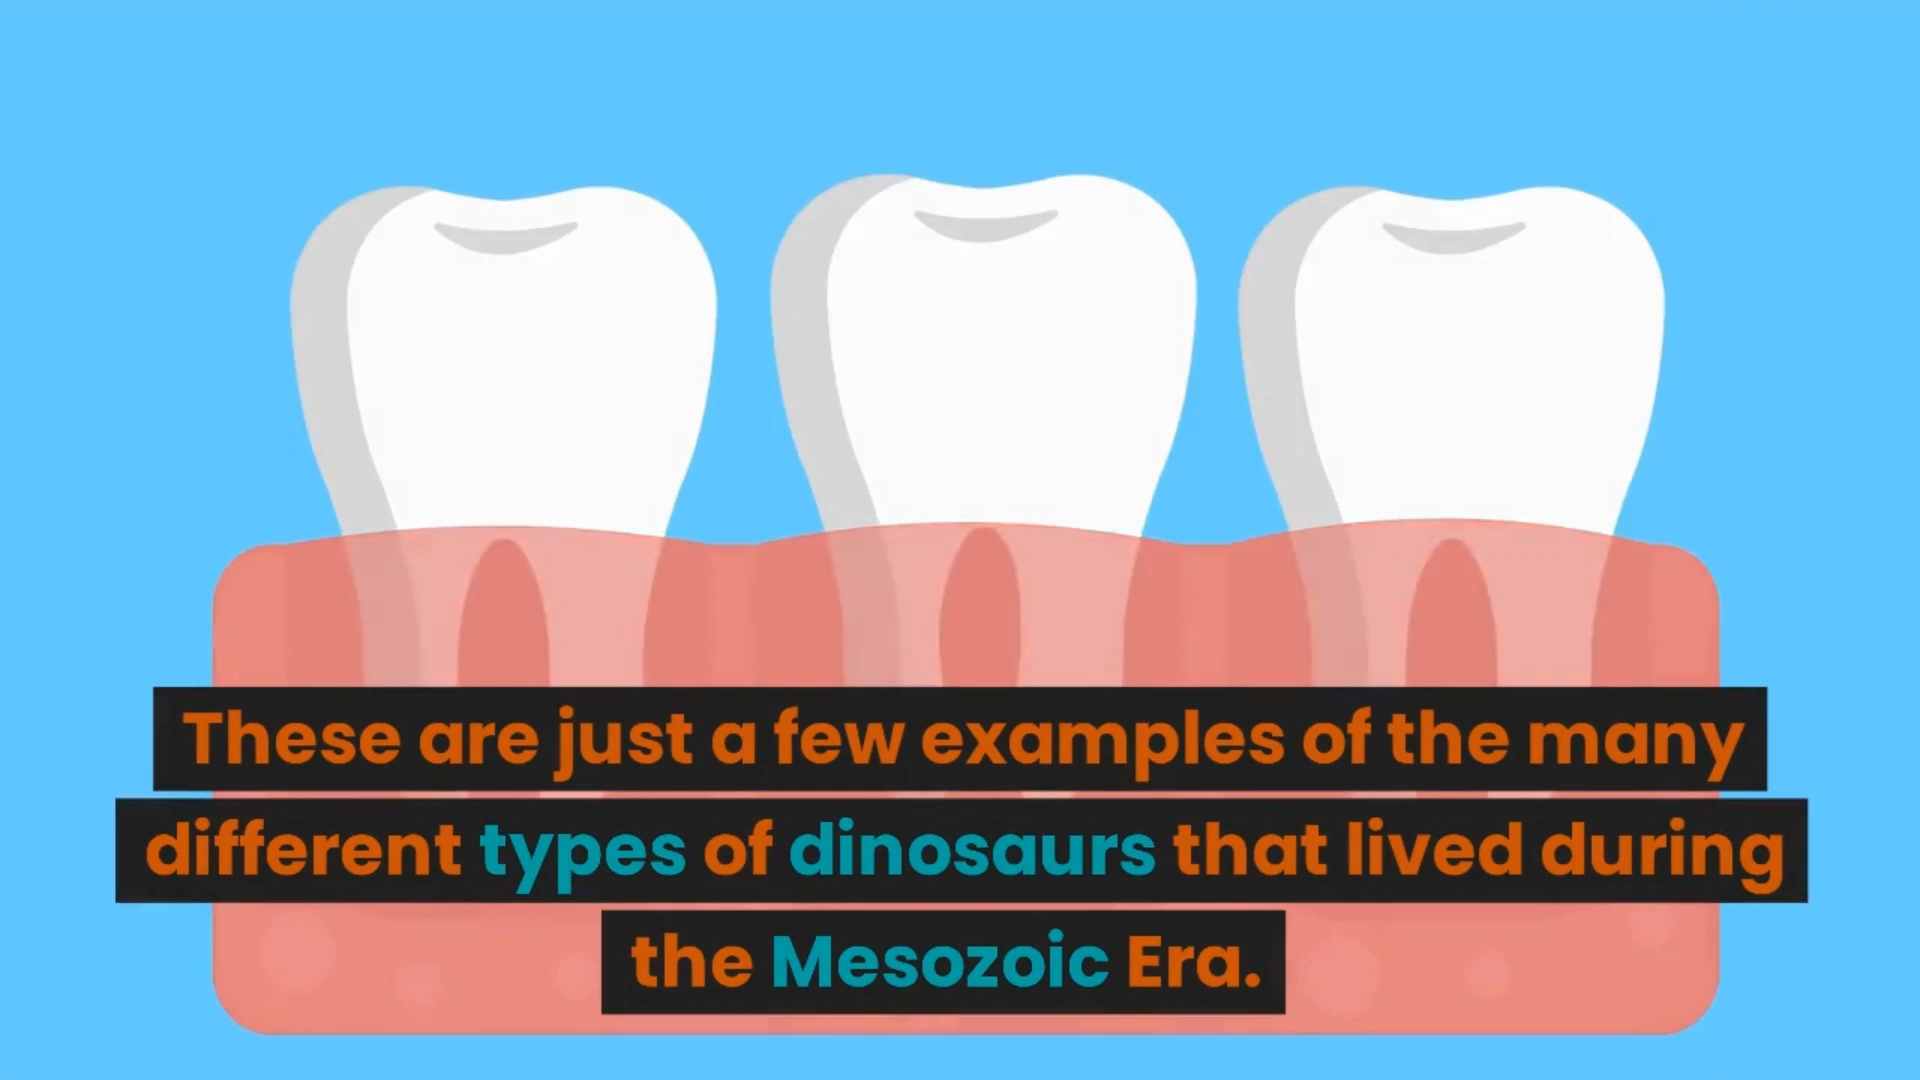 These are just a few examples of the many
different types of dinosaurs that lived during
the Mesozoic Era.